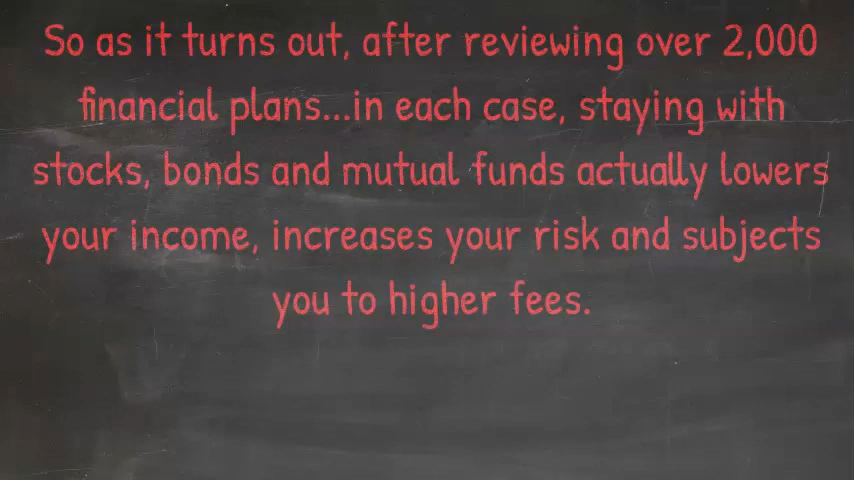 So as it turns out, after reviewing over 2,000
financial plans...in each case, staying with
stocks, bonds and mutual funds actually lowers
your income, increases your risk and subjects
you to higher fees.